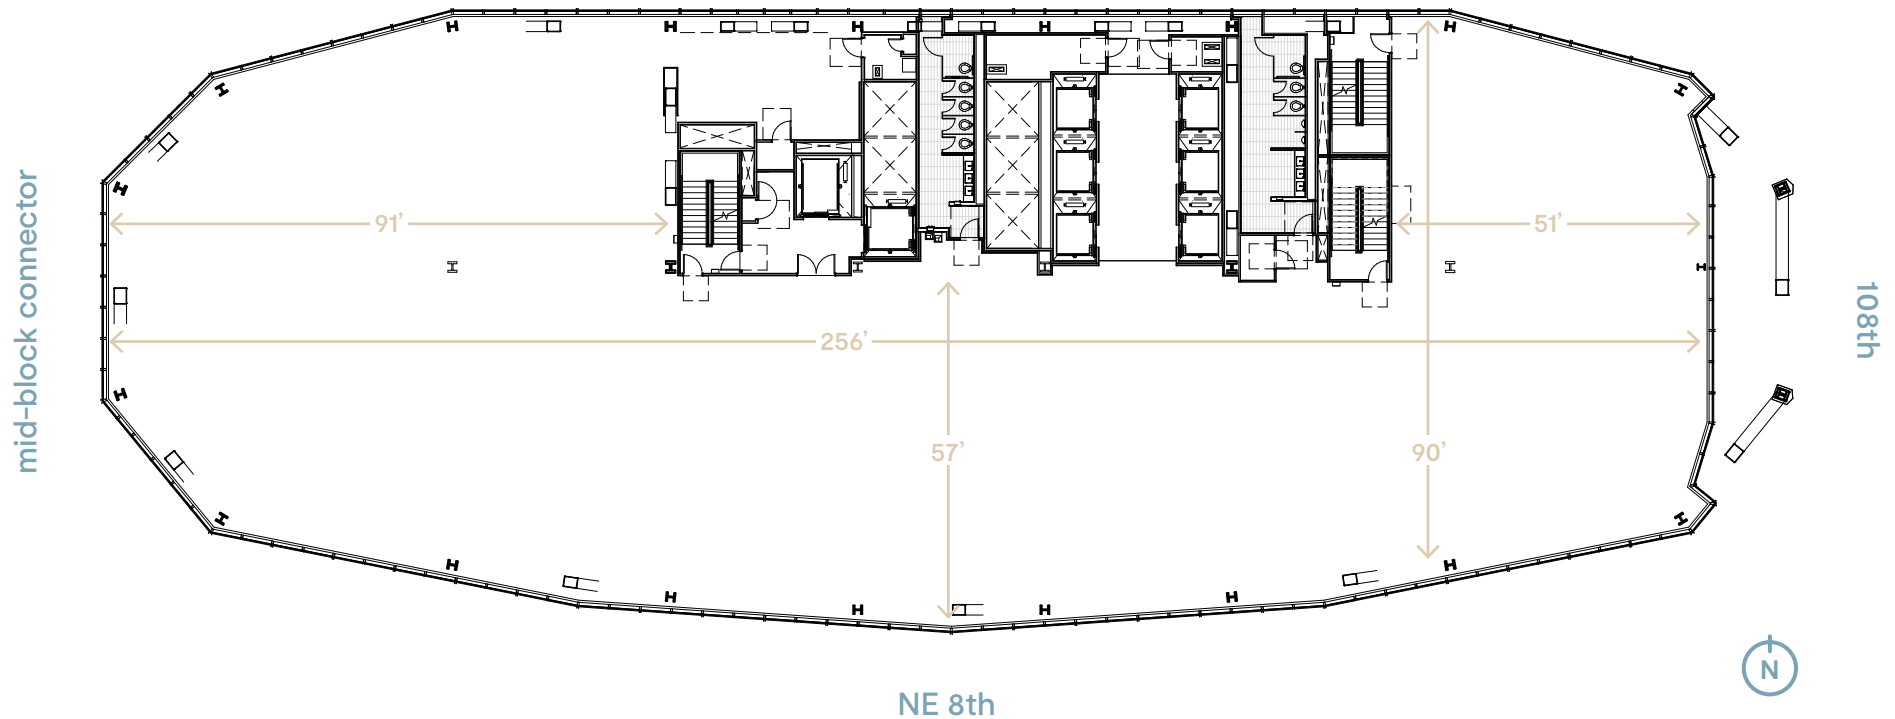 mid-block connector
91’
51’
256’
108th
57’
90’
NE 8th
N